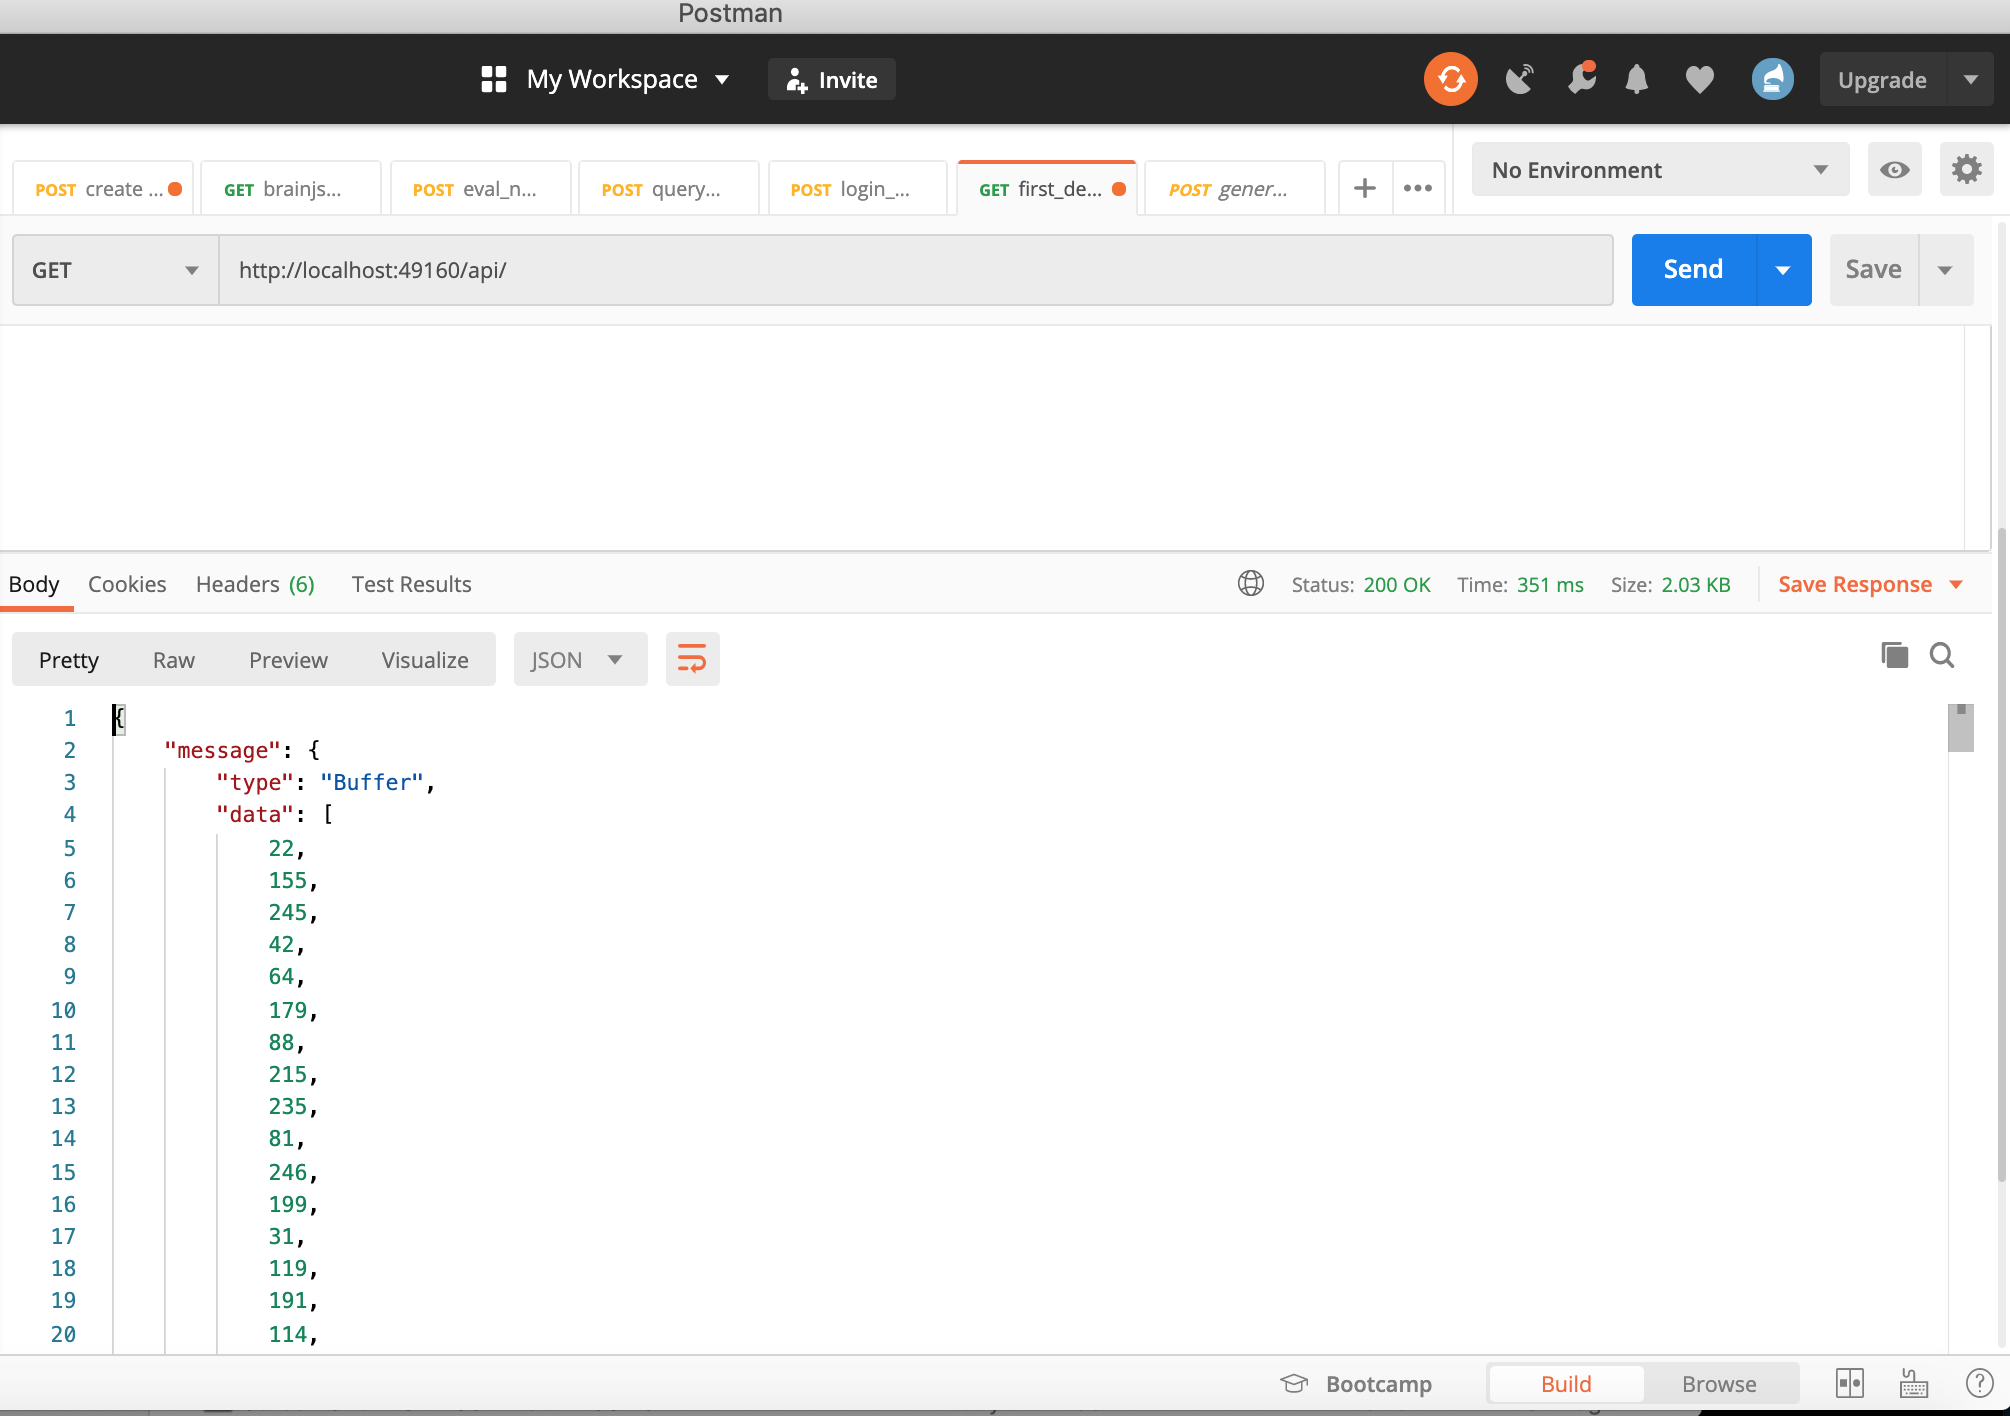 Postman
My Workspace Invite Upgrade
POST create ... GET brainjs... POST eval_n... POST query... POST login_... GET first_de... POST gener... No Environment
GET http://localhost:49160/api/ Send Save
Body Cookies Headers (6) Test Results Status: 200 OK Time: 351 ms Size: 2.03 KB Save Response
Pretty Raw Preview Visualize JSON
1 {
2 "message": {
3 "type": "Buffer",
4 "data": [
5 22,
6 155,
7 245,
8 42,
9 64,
10 179,
11 88,
12 215,
13 235,
14 81,
15 246,
16 199,
17 31,
18 119,
19 191,
20 114,
Bootcamp Build Browse